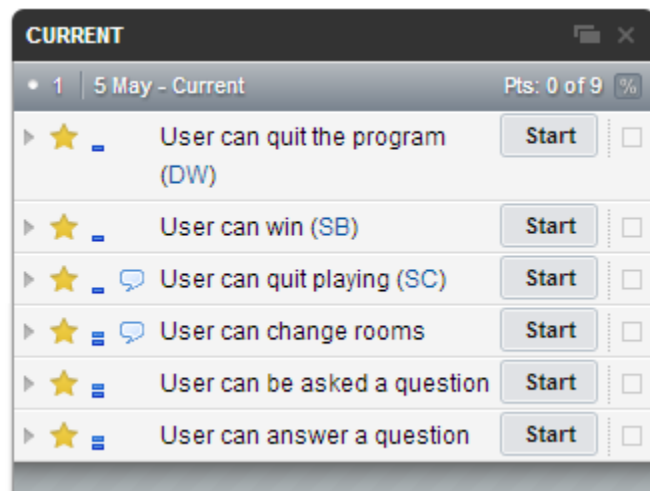 CURRENT
1 5 May - Current Pts: 0 of 9 %
User can quit the program Start
(DW)
User can win (SB) Start
User can quit playing (SC) Start
User can change rooms Start
User can be asked a question Start
User can answer a question Start